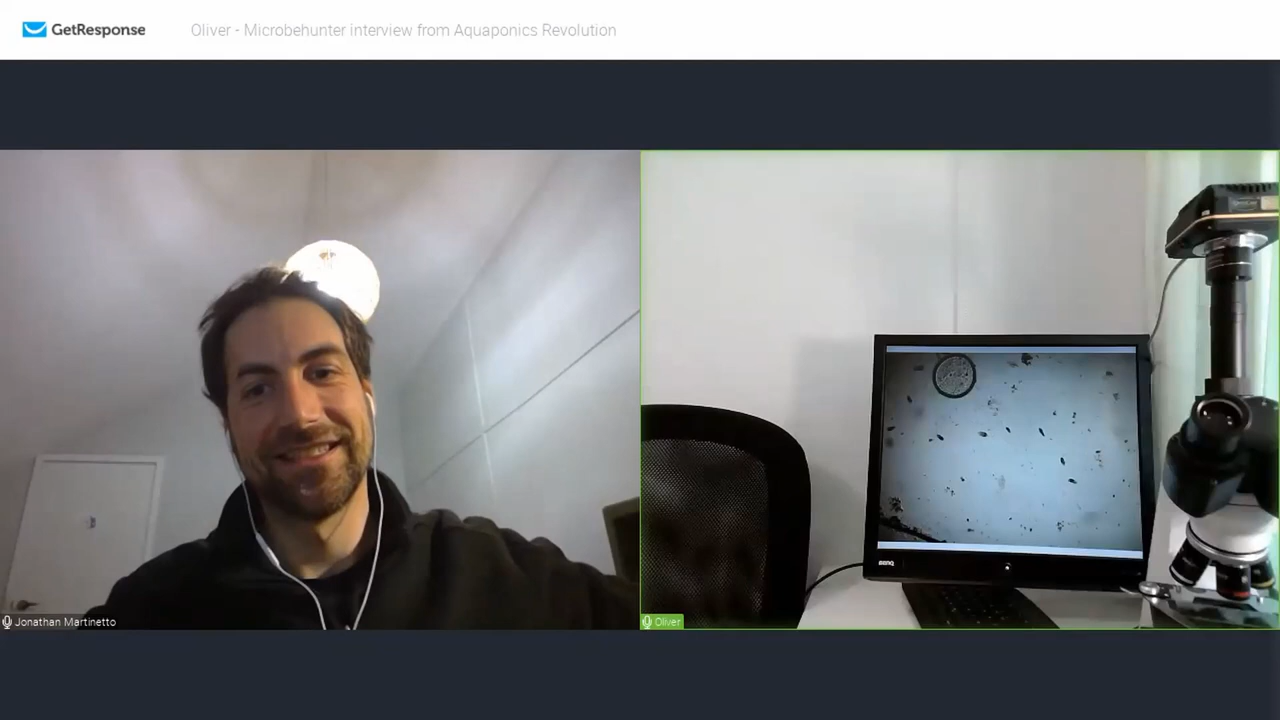 GetResponse
Oliver - Microbehunter interview from Aquaponics Revolution
Jonathan Martinetto
Oliver
BenQ